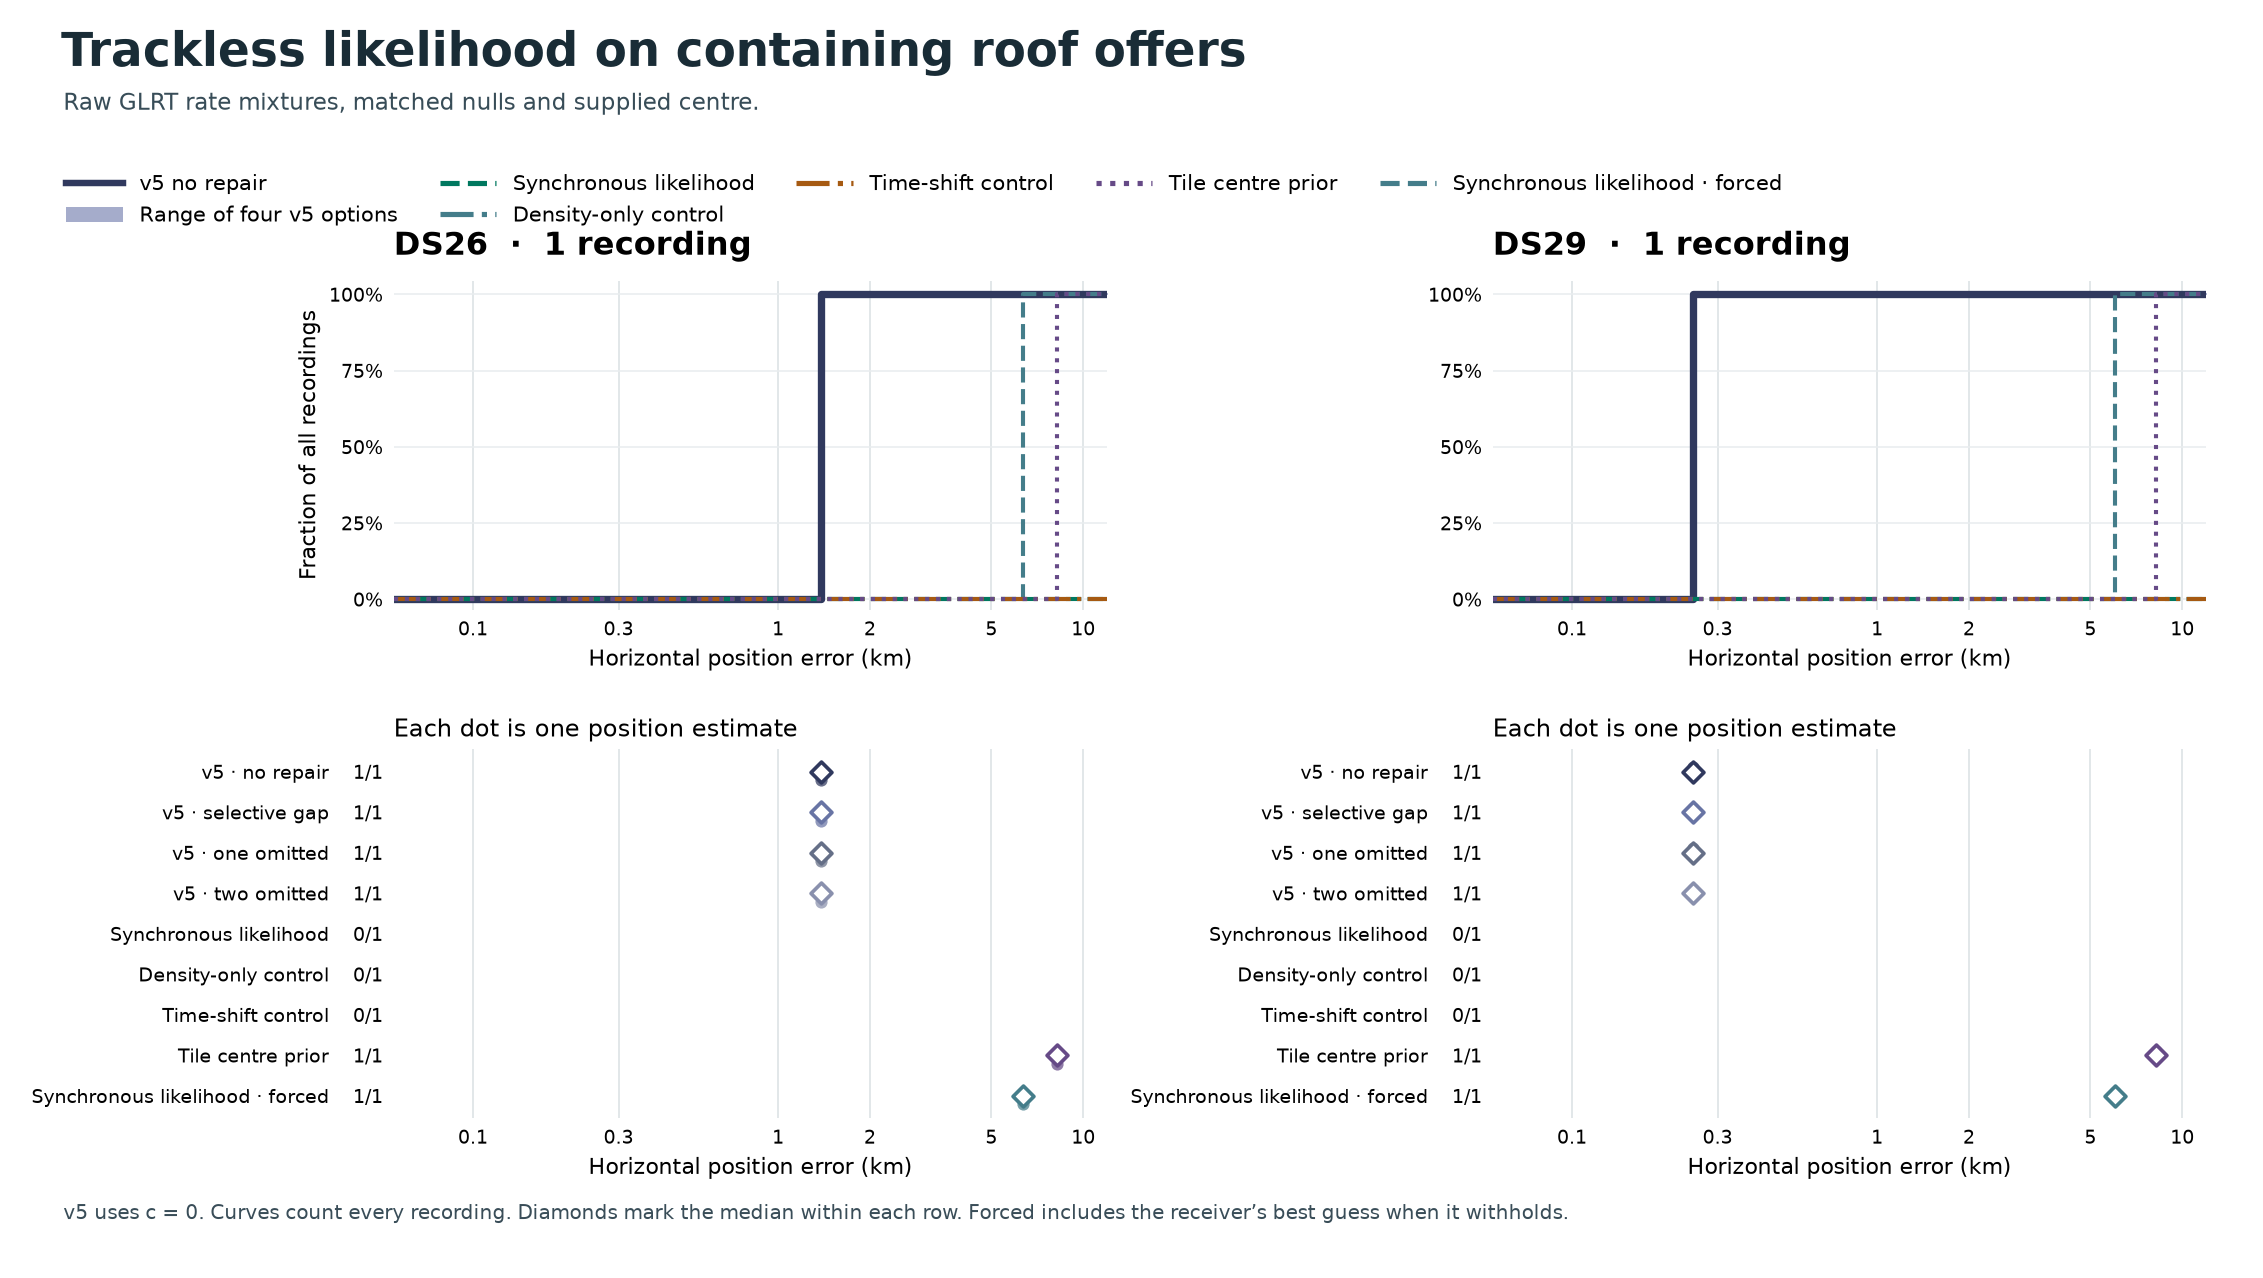 Trackless likelihood on containing roof offers
Raw GLRT rate mixtures, matched nulls and supplied centre.
v5 no repair
Synchronous likelihood
Time-shift control
Tile centre prior
Synchronous likelihood · forced
Range of four v5 options
Density-only control
DS26 · 1 recording
100%
75%
50%
25%
0%
Fraction of all recordings
0.1 0.3 1 2 5 10
Horizontal position error (km)
DS29 · 1 recording
100%
75%
50%
25%
0%
0.1 0.3 1 2 5 10
Horizontal position error (km)
Each dot is one position estimate
v5 · no repair 1/1
v5 · selective gap 1/1
v5 · one omitted 1/1
v5 · two omitted 1/1
Synchronous likelihood 0/1
Density-only control 0/1
Time-shift control 0/1
Tile centre prior 1/1
Synchronous likelihood · forced 1/1
0.1 0.3 1 2 5 10
Horizontal position error (km)
Each dot is one position estimate
v5 · no repair 1/1
v5 · selective gap 1/1
v5 · one omitted 1/1
v5 · two omitted 1/1
Synchronous likelihood 0/1
Density-only control 0/1
Time-shift control 0/1
Tile centre prior 1/1
Synchronous likelihood · forced 1/1
0.1 0.3 1 2 5 10
Horizontal position error (km)
v5 uses c = 0. Curves count every recording. Diamonds mark the median within each row. Forced includes the receiver’s best guess when it withholds.